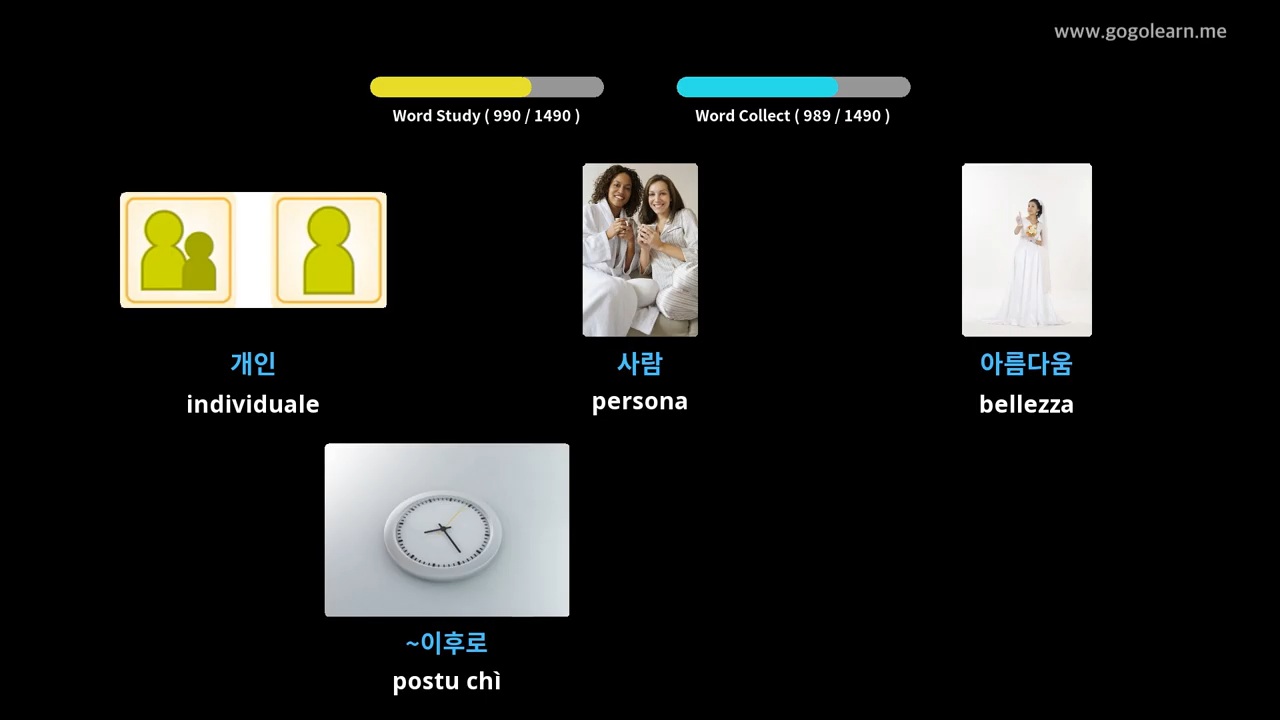 www.gogolearn.me
Word Study ( 990 / 1490 )
Word Collect ( 989 / 1490 )
개인
individuale
사람
persona
아름다움
bellezza
~이후로
postu chì